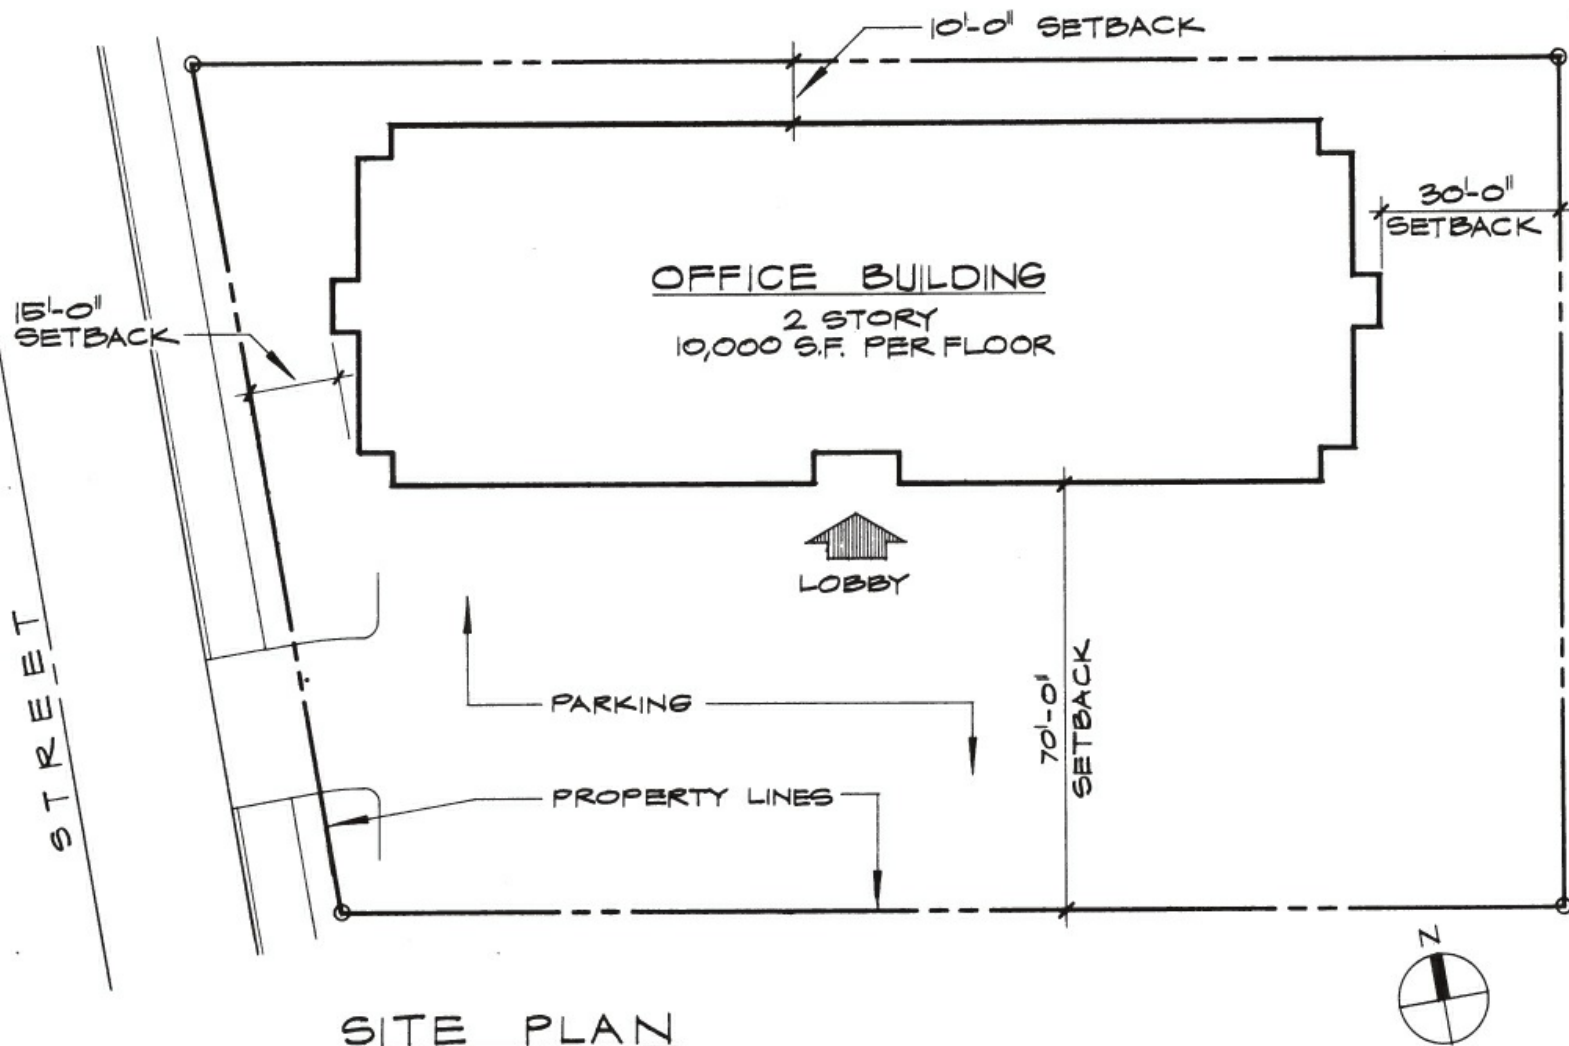 10'-0" SETBACK
30'-0"
SETBACK
OFFICE BUILDING
2 STORY
10,000 S.F. PER FLOOR
15'-0"
SETBACK
LOBBY
STREET
PARKING
70'-0"
SETBACK
PROPERTY LINES
N
SITE PLAN